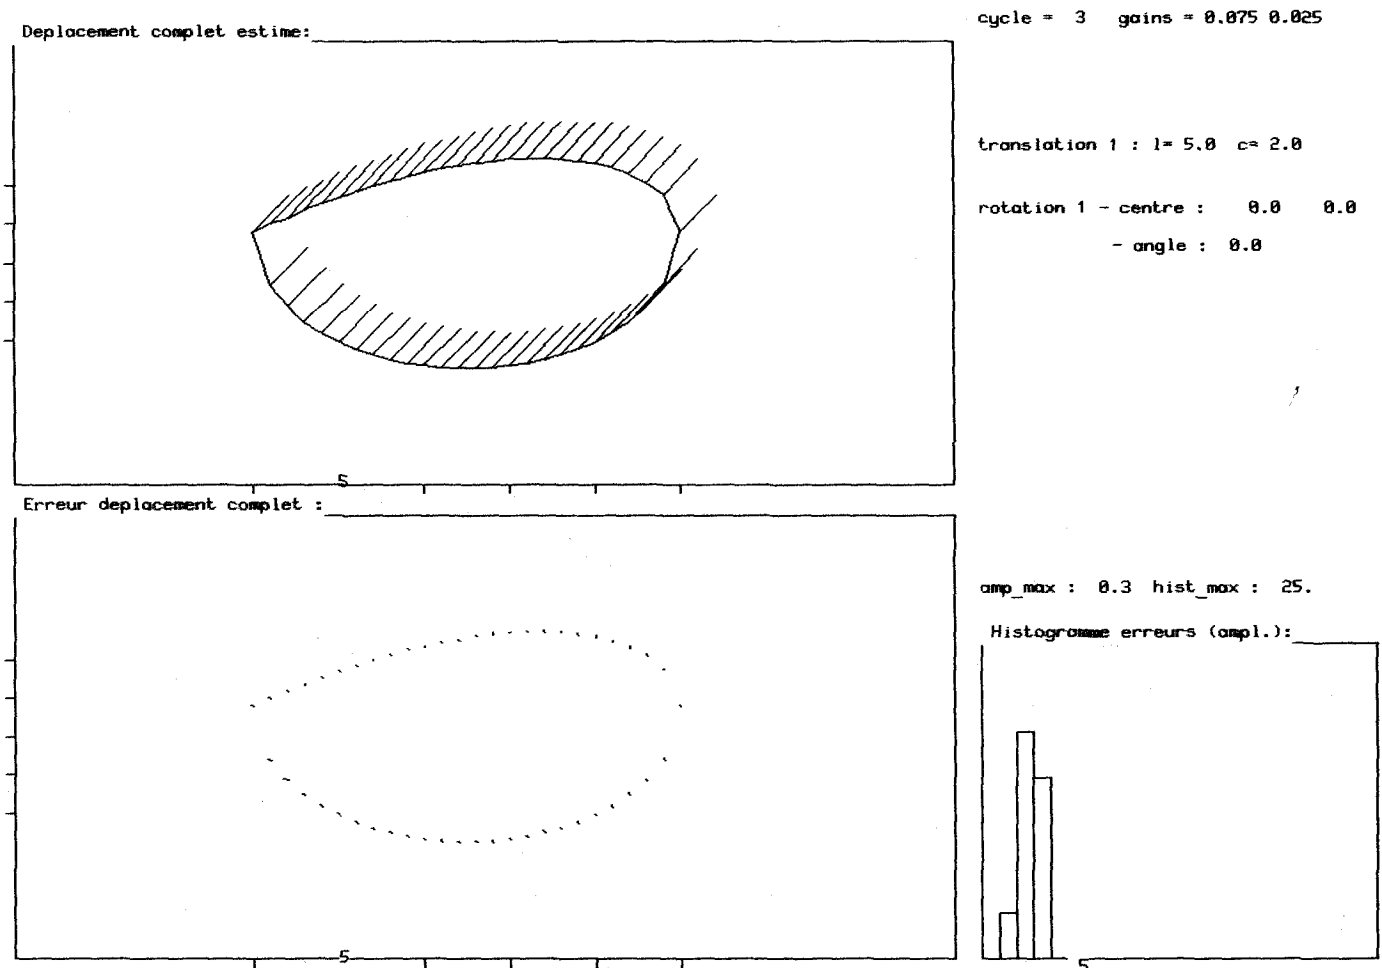 Deplacement complet estime:
cycle = 3 gains = 0.075 0.025
translation 1 : l= 5.0 c= 2.0
rotation 1 - centre : 0.0 0.0
- angle : 0.0
5
Erreur deplacement complet :
amp_max : 0.3 hist_max : 25.
Histogramme erreurs (ampl.):
5
5